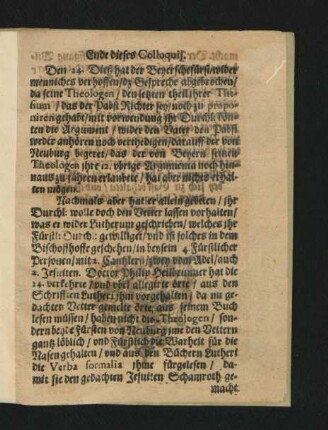 Ende dieses Colloquij.
Den 24. Dieß hat der Beyer sche fürst / wider
menniches verhoffen / dz Gespreche abgebrochen /
da seine Theologen / den letzten theil jhrer The-
sium / das der Pabst Richter sey / noch zu propo-
niren gehabt / mit vorwendung jhr Durchl: kön-
ten die Argument / wider den Vater den Pabst
weder anhören noch verthedigen / darauff der von
Neuburg begeret / das der von Beyern seinen
Theologen jhre 12. vbrige Argumenta noch hin-
naus zu führen erlaubete / hat aber nichts erhal-
ten mögen.
Nachmals aber hat er allein gebeten / jhr
Durchl: wolle doch den Vetter lassen vorhalten /
was er wider Lutherum geschrieben / welches jhr
Fürstl: Durch: gewilliget / vnd ist solches in dem
Bischoffhoffe geschehen / in beysein 4 Fürstlicher
Personen / mit 2. Cantzlern / zwey vom Adel / auch
2. Jesuiten. Doctor Philip Heilbrunner hat die
24. verkehrte / vnd vbel allegirte örte / aus den
Schrifften Lutheri jhm vorgehalten / da nu ge-
dachter Vetter gemelte örte / aus seinem Buch
lesen müssen / haben nicht die Theologen / son-
dern beyde Fürsten von Neuburg jme den Vettern
gantz löblich / vnd Fürstlich die Warheit für die
Nasen gehalten / vnd aus den Büchern Lutheri
die Verba formalia jhme fürgelesen / da-
mit sie den gedachten Jesuiten Schamroth ge-
macht